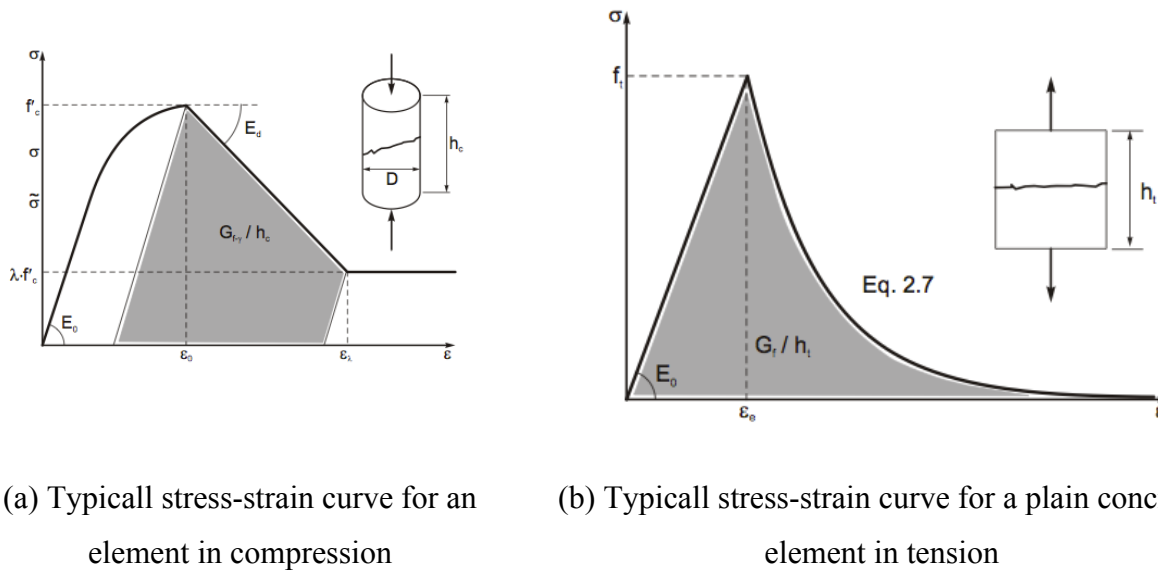 σ
f'c
σ
σ̃
λ·f'c
E0
Ed
Gf-γ / hc
ε0
ελ
ε
D
hc
σ
ft
E0
Gf / ht
εe
ε
Eq. 2.7
ht
(a) Typicall stress-strain curve for an
element in compression
(b) Typicall stress-strain curve for a plain conc
element in tension